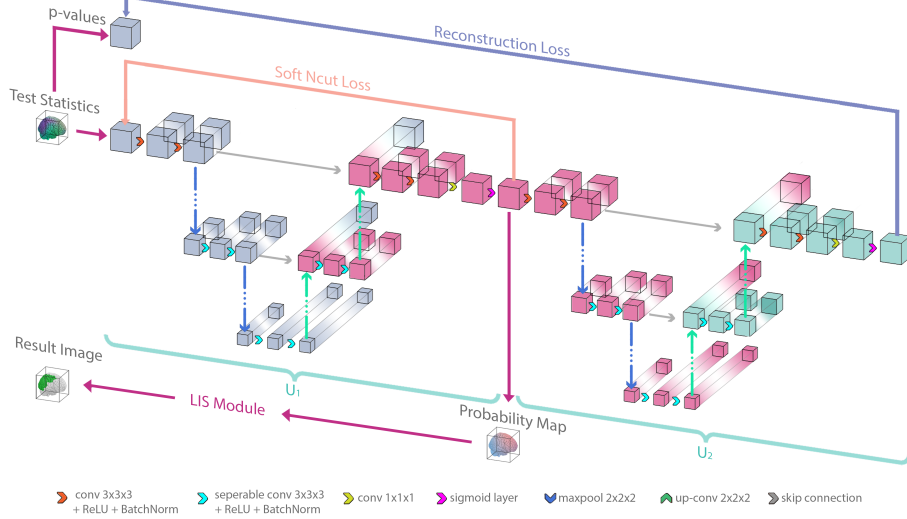 p-values
Reconstruction Loss
Soft Ncut Loss
Test Statistics
Result Image
U1
LIS Module
Probability Map
U2
conv 3x3x3
+ ReLU + BatchNorm
seperable conv 3x3x3
+ ReLU + BatchNorm
conv 1x1x1
sigmoid layer
maxpool 2x2x2
up-conv 2x2x2
skip connection